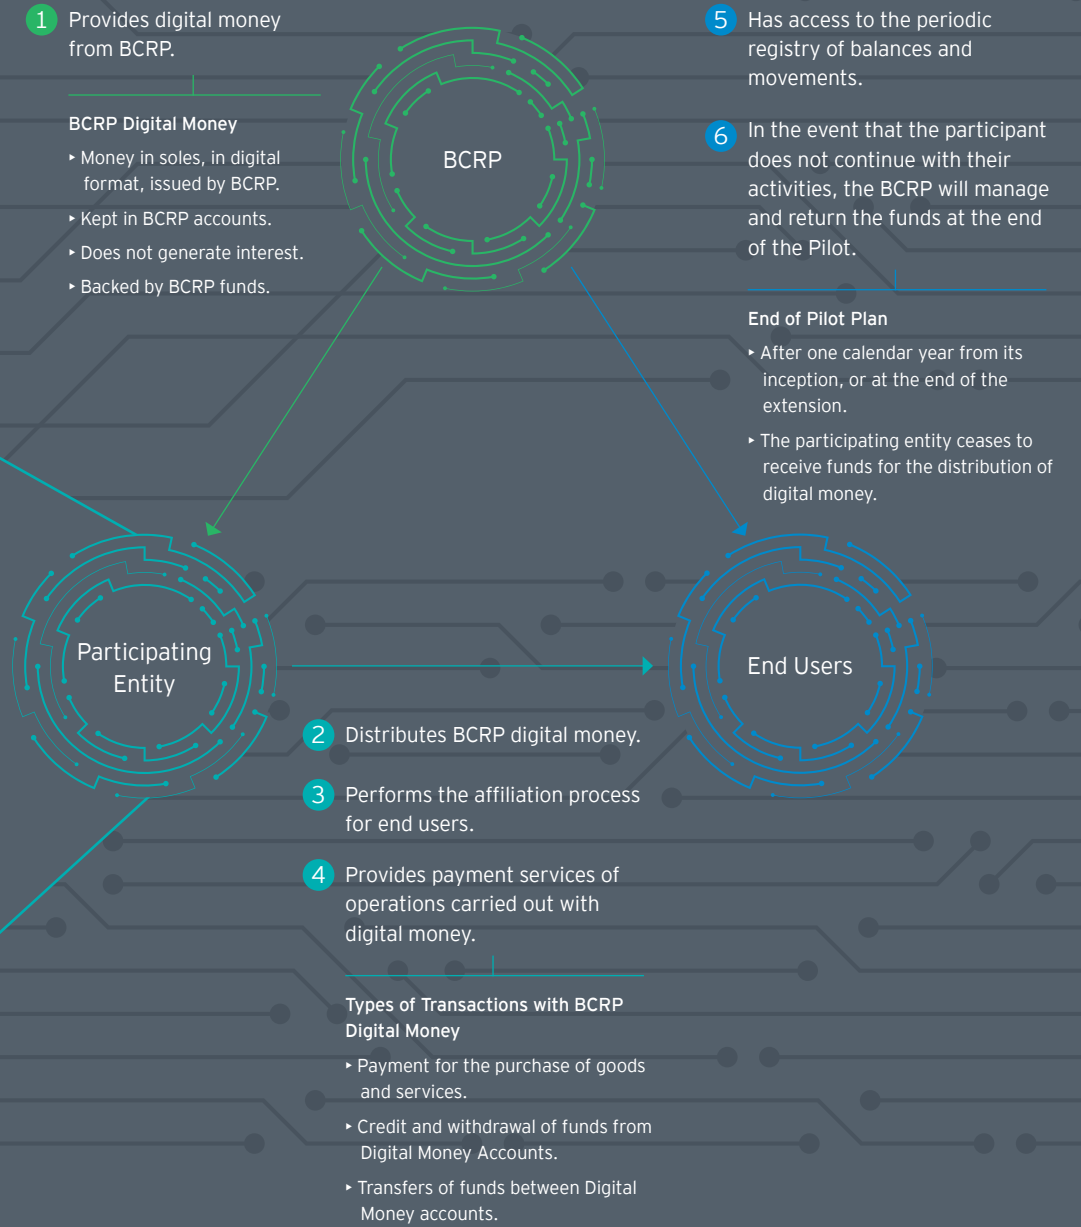 1 Provides digital money
from BCRP.
BCRP Digital Money
‣ Money in soles, in digital
format, issued by BCRP.
‣ Kept in BCRP accounts.
‣ Does not generate interest.
‣ Backed by BCRP funds.
BCRP
5 Has access to the periodic
registry of balances and
movements.
6 In the event that the participant
does not continue with their
activities, the BCRP will manage
and return the funds at the end
of the Pilot.
End of Pilot Plan
‣ After one calendar year from its
inception, or at the end of the
extension.
‣ The participating entity ceases to
receive funds for the distribution of
digital money.
Participating
Entity
End Users
2 Distributes BCRP digital money.
3 Performs the affiliation process
for end users.
4 Provides payment services of
operations carried out with
digital money.
Types of Transactions with BCRP
Digital Money
‣ Payment for the purchase of goods
and services.
‣ Credit and withdrawal of funds from
Digital Money Accounts.
‣ Transfers of funds between Digital
Money accounts.